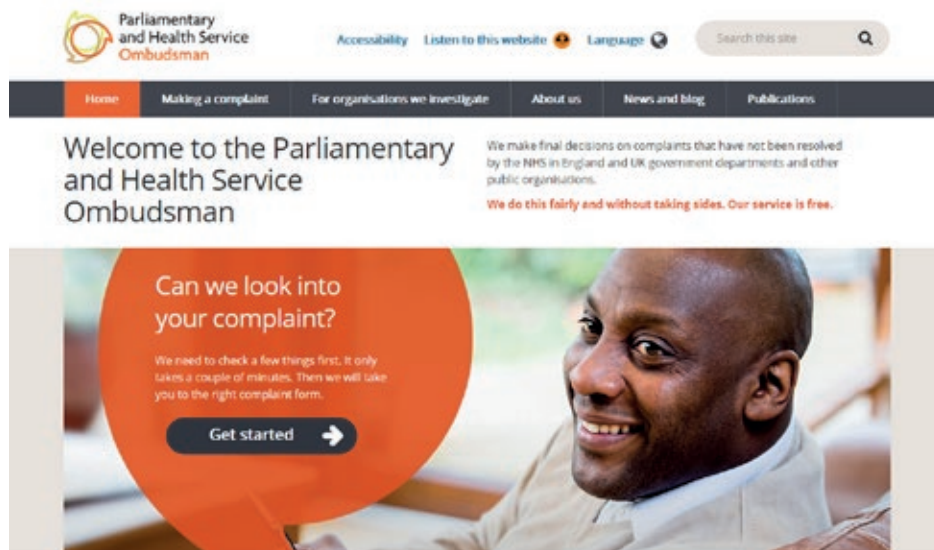 Parliamentary
and Health Service
Ombudsman
Accessibility Listen to this website Language Search this site
Home Making a complaint For organisations we investigate About us News and blog Publications
Welcome to the Parliamentary
and Health Service
Ombudsman
We make final decisions on complaints that have not been resolved
by the NHS in England and UK government departments and other
public organisations.
We do this fairly and without taking sides. Our service is free.
Can we look into
your complaint?
We need to check a few things first. It only
takes a couple of minutes. Then we will take
you to the right complaint form.
Get started